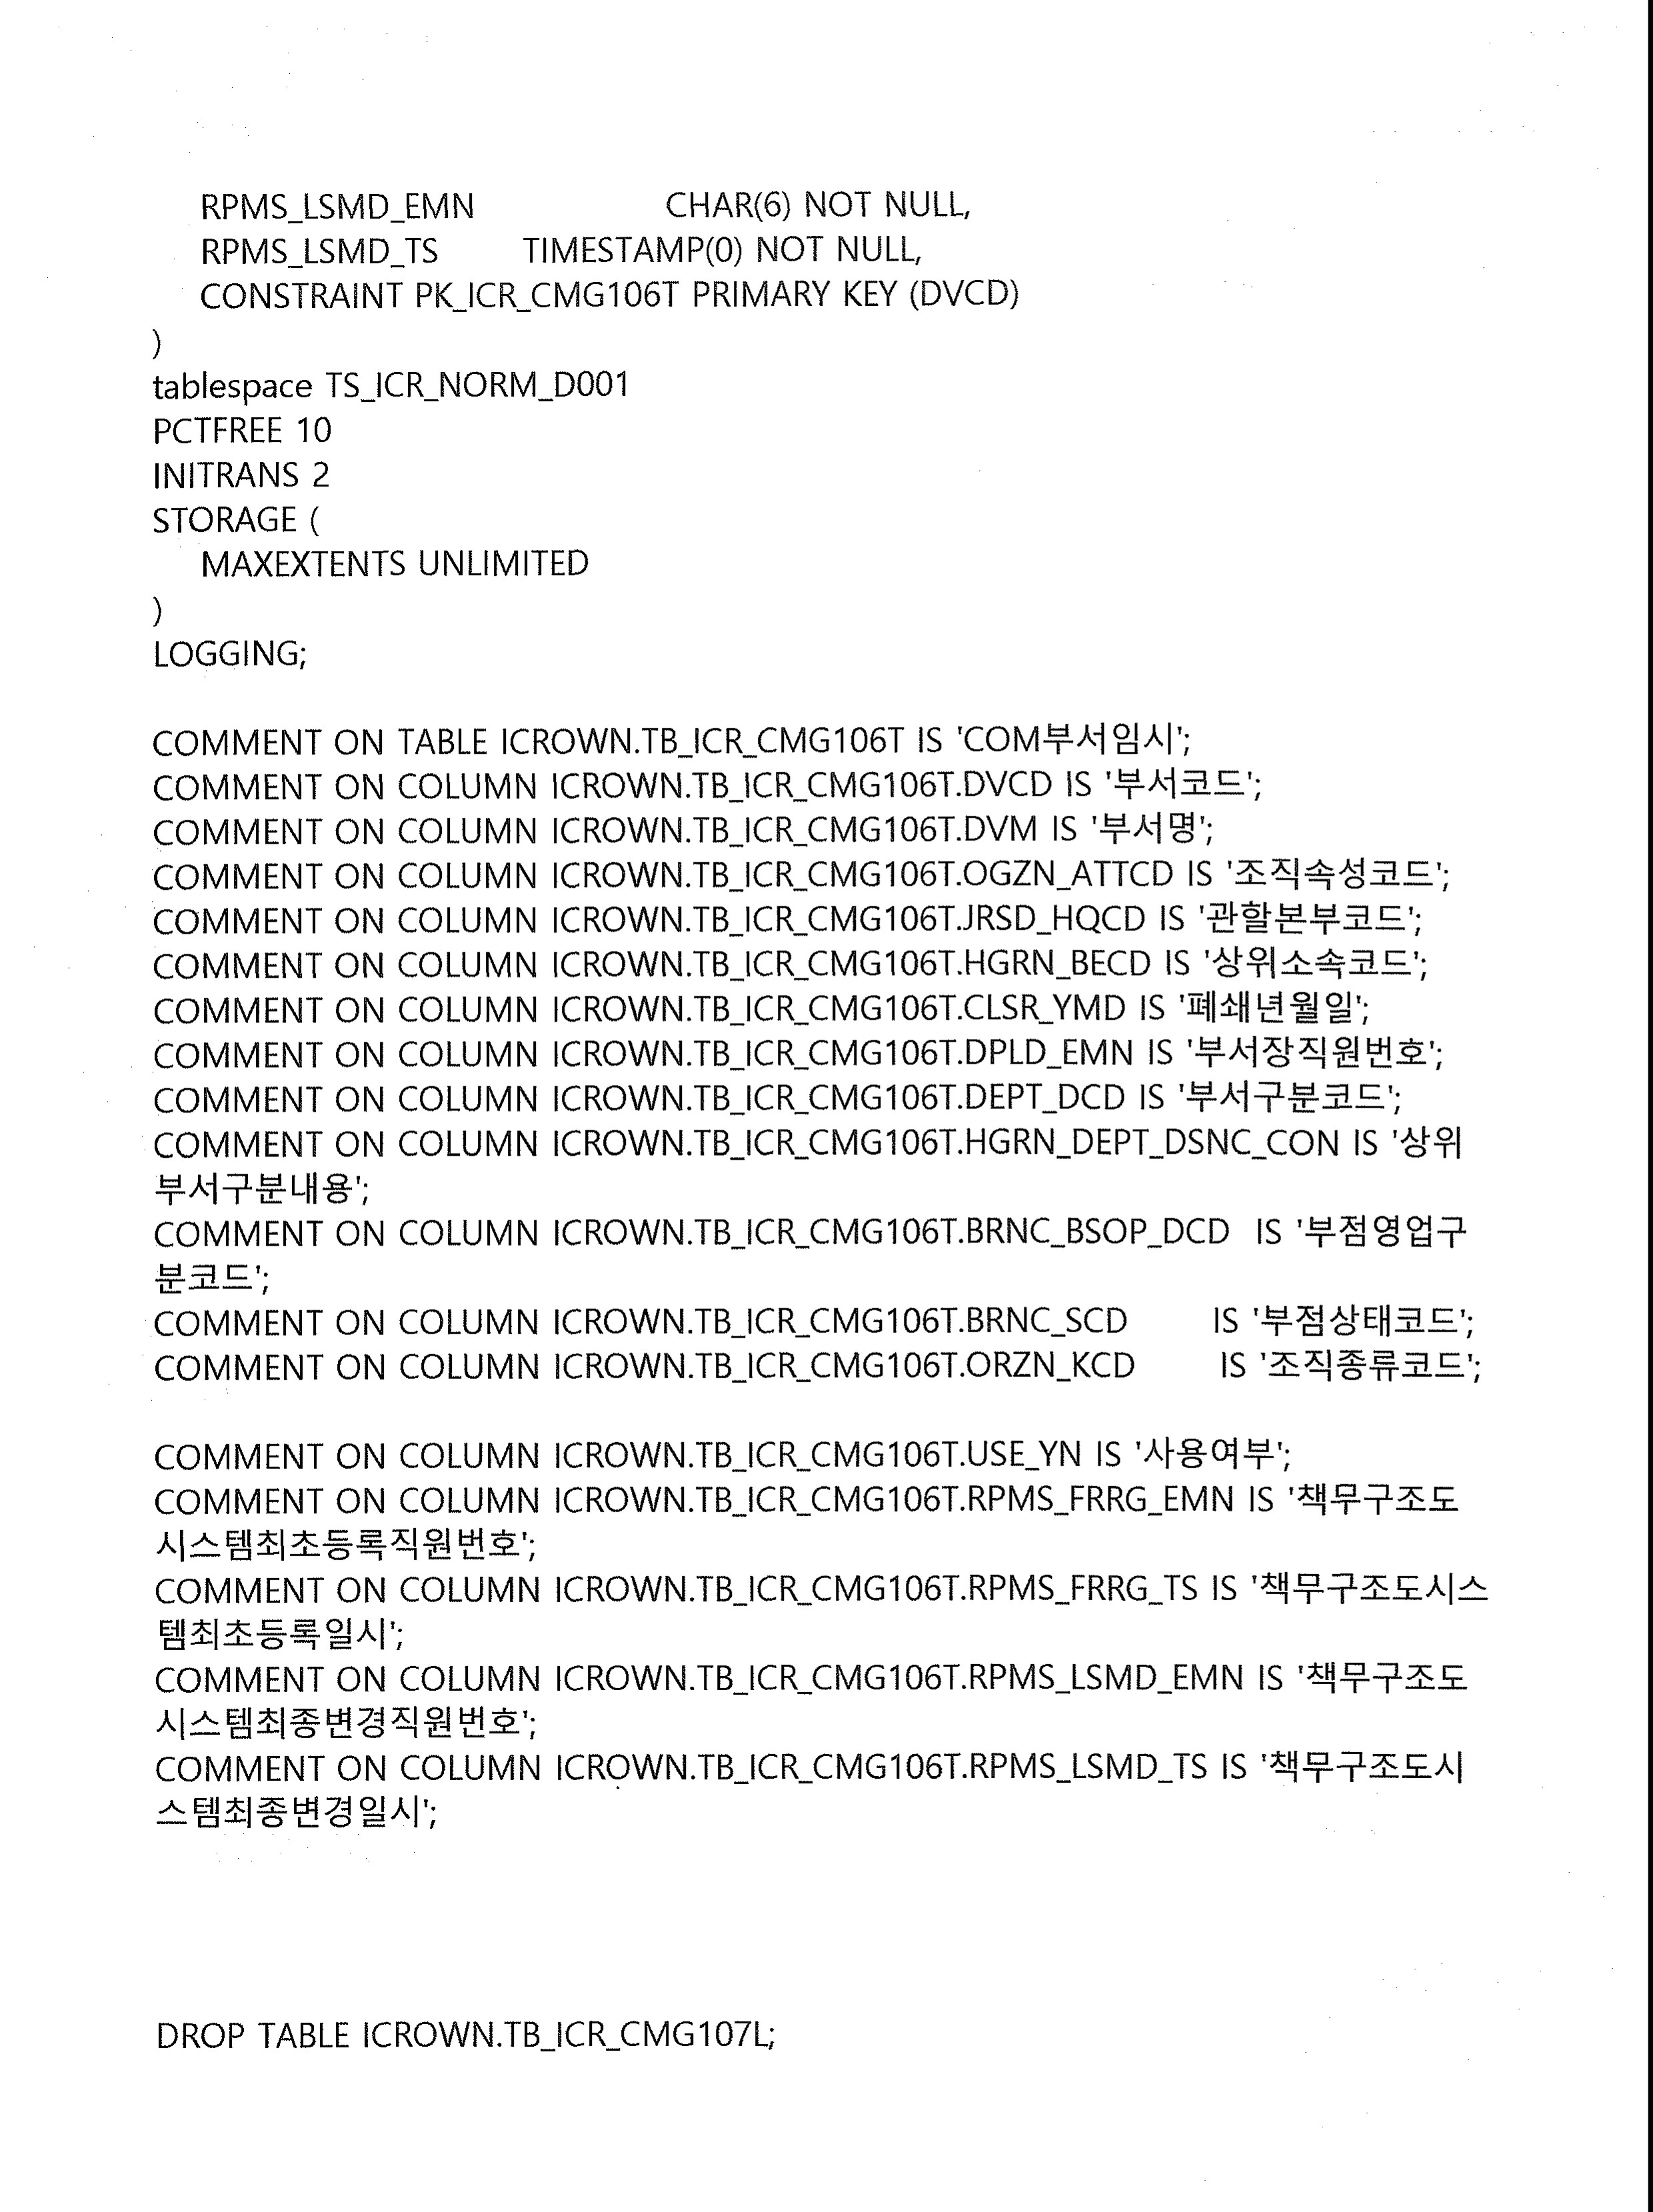 RPMS_LSMD_EMN CHAR(6) NOT NULL,
RPMS_LSMD_TS TIMESTAMP(0) NOT NULL,
CONSTRAINT PK_ICR_CMG106T PRIMARY KEY (DVCD)
)
tablespace TS_ICR_NORM_D001
PCTFREE 10
INITRANS 2
STORAGE (
MAXEXTENTS UNLIMITED
)
LOGGING;
COMMENT ON TABLE ICROWN.TB_ICR_CMG106T IS 'COM부서임시';
COMMENT ON COLUMN ICROWN.TB_ICR_CMG106T.DVCD IS '부서코드';
COMMENT ON COLUMN ICROWN.TB_ICR_CMG106T.DVM IS '부서명';
COMMENT ON COLUMN ICROWN.TB_ICR_CMG106T.OGZN_ATTCD IS '조직속성코드';
COMMENT ON COLUMN ICROWN.TB_ICR_CMG106T.JRSD_HQCD IS '관할본부코드';
COMMENT ON COLUMN ICROWN.TB_ICR_CMG106T.HGRN_BECD IS '상위소속코드';
COMMENT ON COLUMN ICROWN.TB_ICR_CMG106T.CLSR_YMD IS '폐쇄년월일';
COMMENT ON COLUMN ICROWN.TB_ICR_CMG106T.DPLD_EMN IS '부서장직원번호';
COMMENT ON COLUMN ICROWN.TB_ICR_CMG106T.DEPT_DCD IS '부서구분코드';
COMMENT ON COLUMN ICROWN.TB_ICR_CMG106T.HGRN_DEPT_DSNC_CON IS '상위
부서구분내용';
COMMENT ON COLUMN ICROWN.TB_ICR_CMG106T.BRNC_BSOP_DCD IS '부점영업구
분코드';
COMMENT ON COLUMN ICROWN.TB_ICR_CMG106T.BRNC_SCD IS '부점상태코드';
COMMENT ON COLUMN ICROWN.TB_ICR_CMG106T.ORZN_KCD IS '조직종류코드';
COMMENT ON COLUMN ICROWN.TB_ICR_CMG106T.USE_YN IS '사용여부';
COMMENT ON COLUMN ICROWN.TB_ICR_CMG106T.RPMS_FRRG_EMN IS '책무구조도
시스템최초등록직원번호';
COMMENT ON COLUMN ICROWN.TB_ICR_CMG106T.RPMS_FRRG_TS IS '책무구조도시스
템최초등록일시';
COMMENT ON COLUMN ICROWN.TB_ICR_CMG106T.RPMS_LSMD_EMN IS '책무구조도
시스템최종변경직원번호';
COMMENT ON COLUMN ICROWN.TB_ICR_CMG106T.RPMS_LSMD_TS IS '책무구조도시
스템최종변경일시';
DROP TABLE ICROWN.TB_ICR_CMG107L;